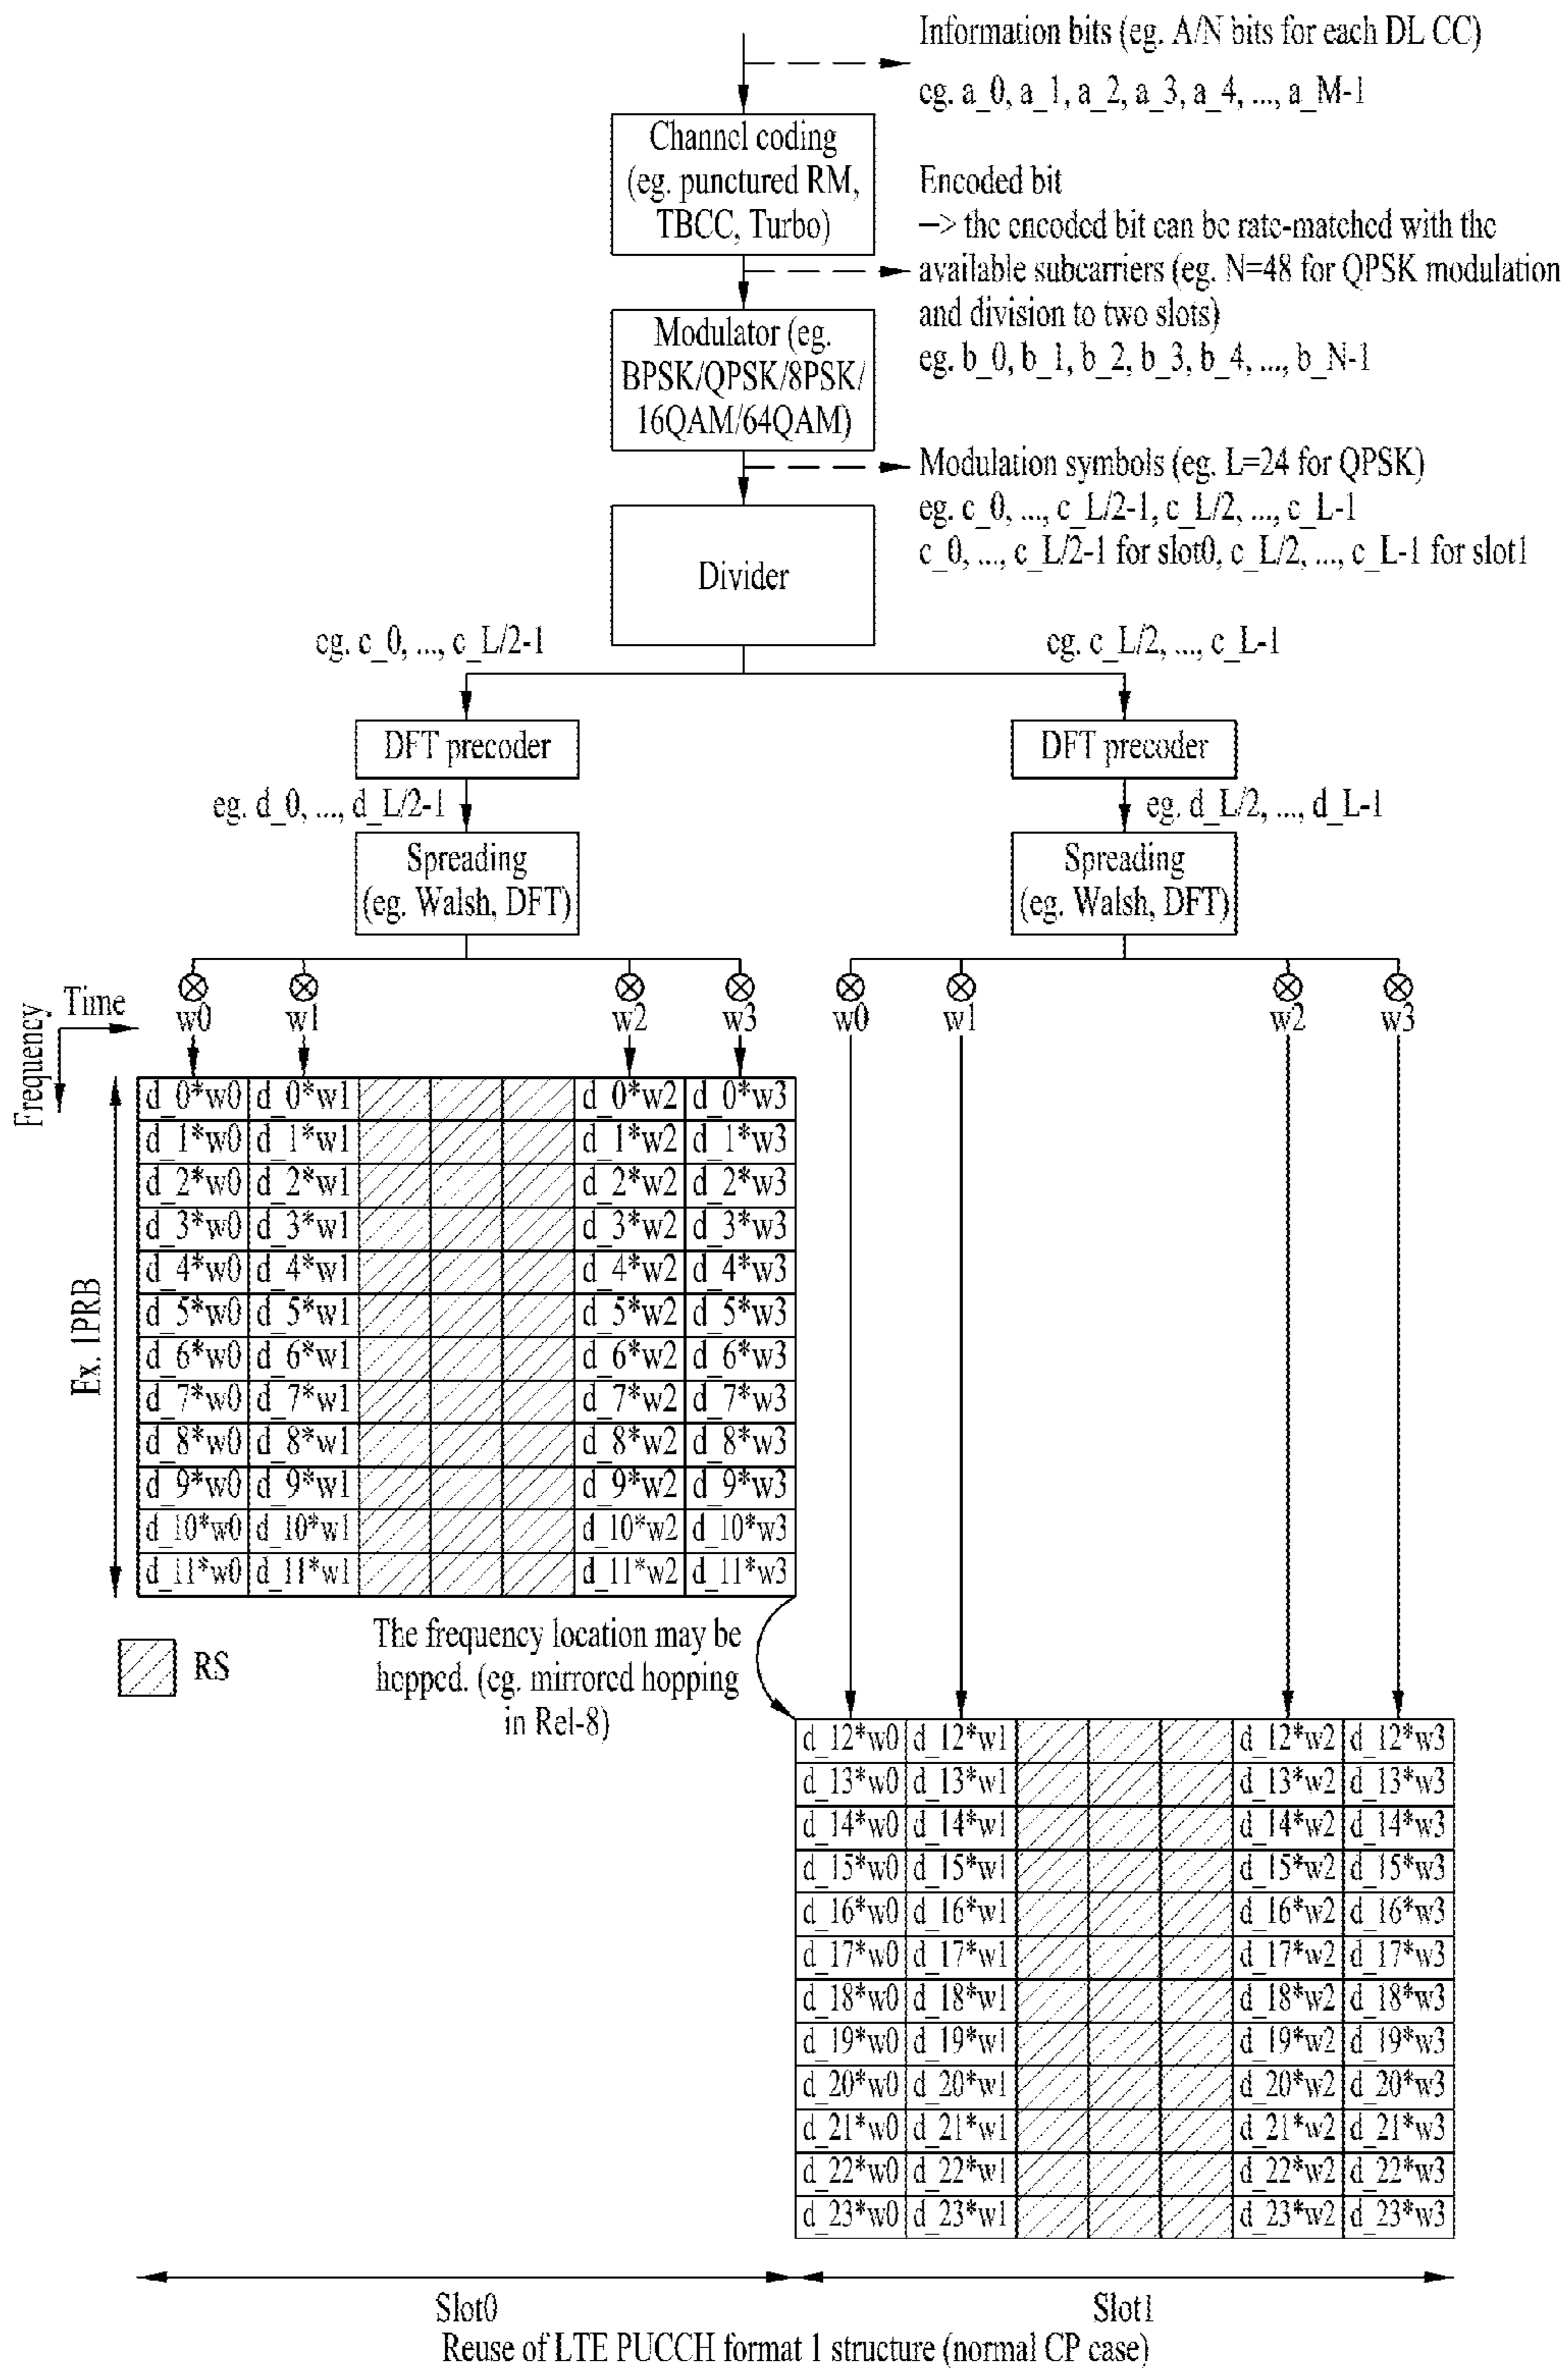 Information bits (eg. A/N bits for each DL CC)
eg. a_0, a_1, a_2, a_3, a_4, ..., a_M-1
Channel coding
(eg. punctured RM,
TBCC, Turbo)
Encoded bit
—> the encoded bit can be rate-matched with the
available subcarriers (eg. N=48 for QPSK modulation
and division to two slots)
eg. b_0, b_1, b_2, b_3, b_4, ..., b_N-1
Modulator (eg.
BPSK/QPSK/8PSK/
16QAM/64QAM)
Modulation symbols (eg. L=24 for QPSK)
eg. c_0, ..., c_L/2-1, c_L/2, ..., c_L-1
c_0, ..., c_L/2-1 for slot0, c_L/2, ..., c_L-1 for slot1
Divider
eg. c_0, ..., c_L/2-1
eg. c_L/2, ..., c_L-1
DFT precoder
DFT precoder
eg. d_0, ..., d_L/2-1
eg. d_L/2, ..., d_L-1
Spreading
(eg. Walsh, DFT)
Spreading
(eg. Walsh, DFT)
Time
Frequency
w0 w1 w2 w3 w0 w1 w2 w3
Ex. 1PRB
d_0*w0 d_0*w1 d_0*w2 d_0*w3
d_1*w0 d_1*w1 d_1*w2 d_1*w3
d_2*w0 d_2*w1 d_2*w2 d_2*w3
d_3*w0 d_3*w1 d_3*w2 d_3*w3
d_4*w0 d_4*w1 d_4*w2 d_4*w3
d_5*w0 d_5*w1 d_5*w2 d_5*w3
d_6*w0 d_6*w1 d_6*w2 d_6*w3
d_7*w0 d_7*w1 d_7*w2 d_7*w3
d_8*w0 d_8*w1 d_8*w2 d_8*w3
d_9*w0 d_9*w1 d_9*w2 d_9*w3
d_10*w0 d_10*w1 d_10*w2 d_10*w3
d_11*w0 d_11*w1 d_11*w2 d_11*w3
RS
The frequency location may be
hopped. (eg. mirrored hopping
in Rel-8)
d_12*w0 d_12*w1 d_12*w2 d_12*w3
d_13*w0 d_13*w1 d_13*w2 d_13*w3
d_14*w0 d_14*w1 d_14*w2 d_14*w3
d_15*w0 d_15*w1 d_15*w2 d_15*w3
d_16*w0 d_16*w1 d_16*w2 d_16*w3
d_17*w0 d_17*w1 d_17*w2 d_17*w3
d_18*w0 d_18*w1 d_18*w2 d_18*w3
d_19*w0 d_19*w1 d_19*w2 d_19*w3
d_20*w0 d_20*w1 d_20*w2 d_20*w3
d_21*w0 d_21*w1 d_21*w2 d_21*w3
d_22*w0 d_22*w1 d_22*w2 d_22*w3
d_23*w0 d_23*w1 d_23*w2 d_23*w3
Slot0 Slot1
Reuse of LTE PUCCH format 1 structure (normal CP case)